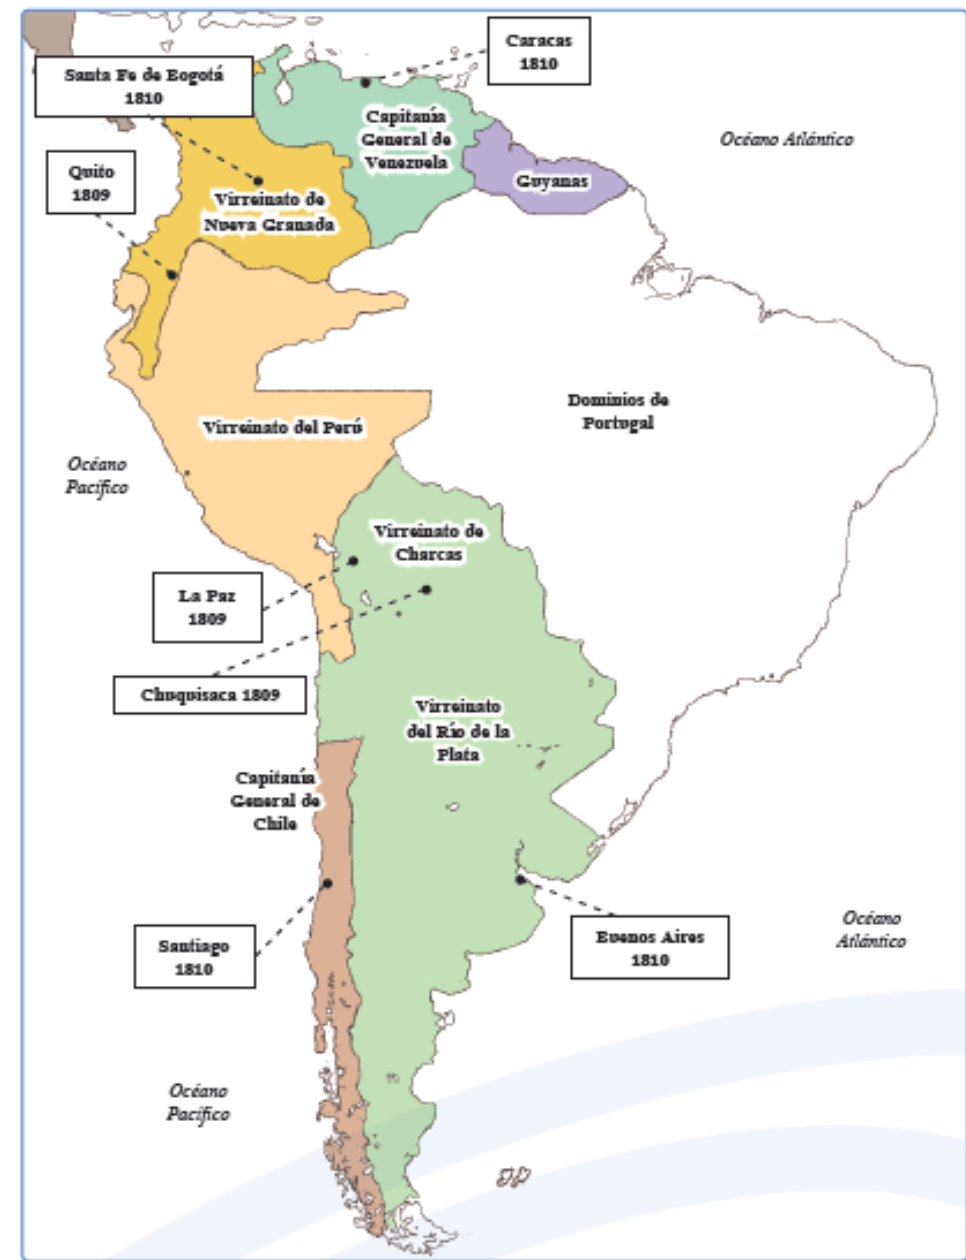 Caracas
1810
Santa Fe de Bogotá
1810
Capitanía
General de
Venezuela
Océano Atlántico
Quito
1809
Guyanas
Virreinato de
Nueva Granada
Dominios de
Portugal
Virreinato del Perú
Océano
Pacífico
Virreinato de
Charcas
La Paz
1809
Chuquisaca 1809
Virreinato
del Río de la
Plata
Capitanía
General de
Chile
Santiago
1810
Buenos Aires
1810
Océano
Atlántico
Océano
Pacífico